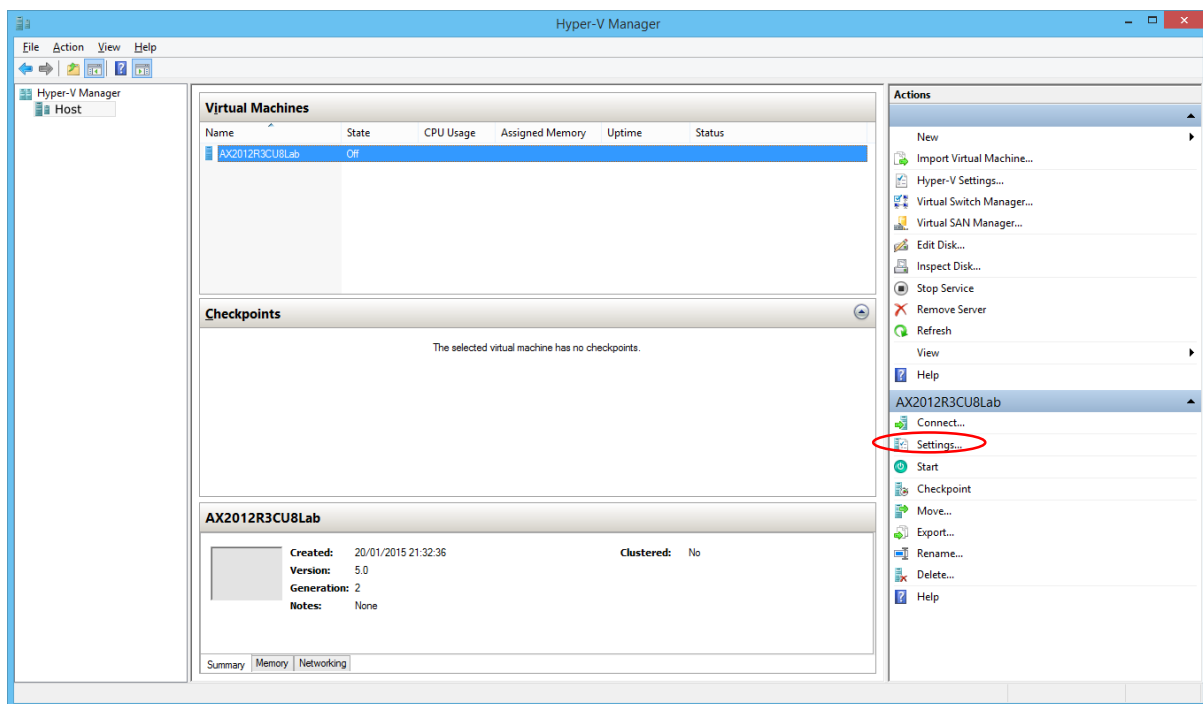 Hyper-V Manager
File Action View Help
Hyper-V Manager
Host
Virtual Machines
Name State CPU Usage Assigned Memory Uptime Status
AX2012R3CU8Lab Off
Checkpoints
The selected virtual machine has no checkpoints.
AX2012R3CU8Lab
Created: 20/01/2015 21:32:36 Clustered: No
Version: 5.0
Generation: 2
Notes: None
Summary Memory Networking
Actions
New
Import Virtual Machine...
Hyper-V Settings...
Virtual Switch Manager...
Virtual SAN Manager...
Edit Disk...
Inspect Disk...
Stop Service
Remove Server
Refresh
View
Help
AX2012R3CU8Lab
Connect...
Settings...
Start
Checkpoint
Move...
Export...
Rename...
Delete...
Help